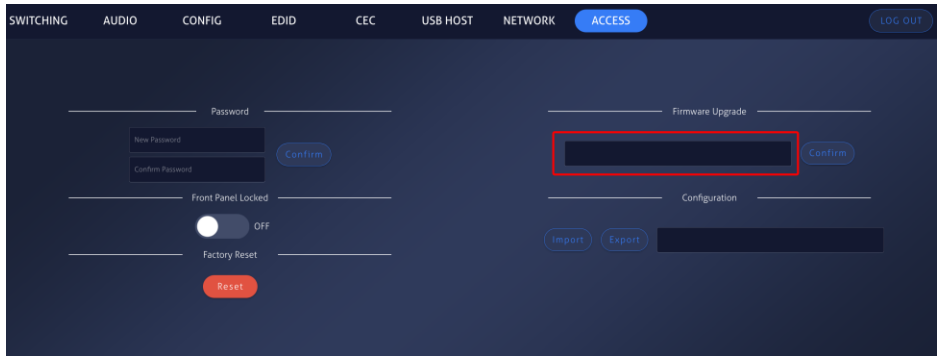 SWITCHING AUDIO CONFIG EDID CEC USB HOST NETWORK ACCESS LOG OUT
Password
New Password
Confirm Password
Confirm
Front Panel Locked
OFF
Factory Reset
Reset
Firmware Upgrade
Confirm
Configuration
Import Export